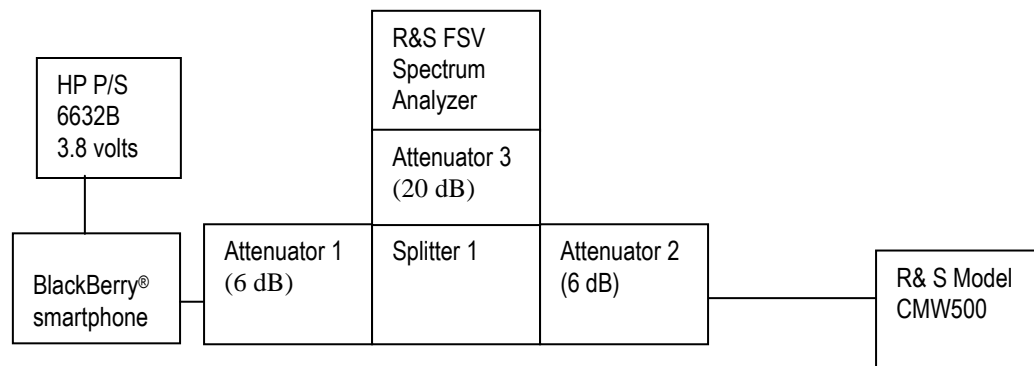 HP P/S
6632B
3.8 volts
R&S FSV
Spectrum
Analyzer
Attenuator 3
(20 dB)
BlackBerry®
smartphone
Attenuator 1
(6 dB)
Splitter 1
Attenuator 2
(6 dB)
R& S Model
CMW500